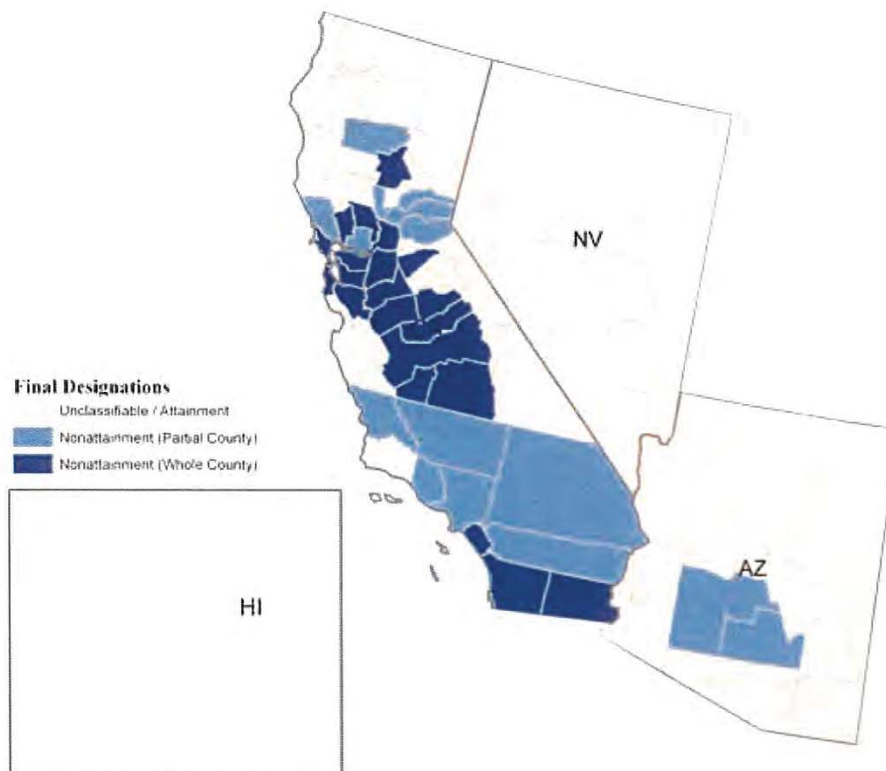 NV
Final Designations
Unclassifiable / Attainment
Nonattainment (Partial County)
Nonattainment (Whole County)
AZ
HI